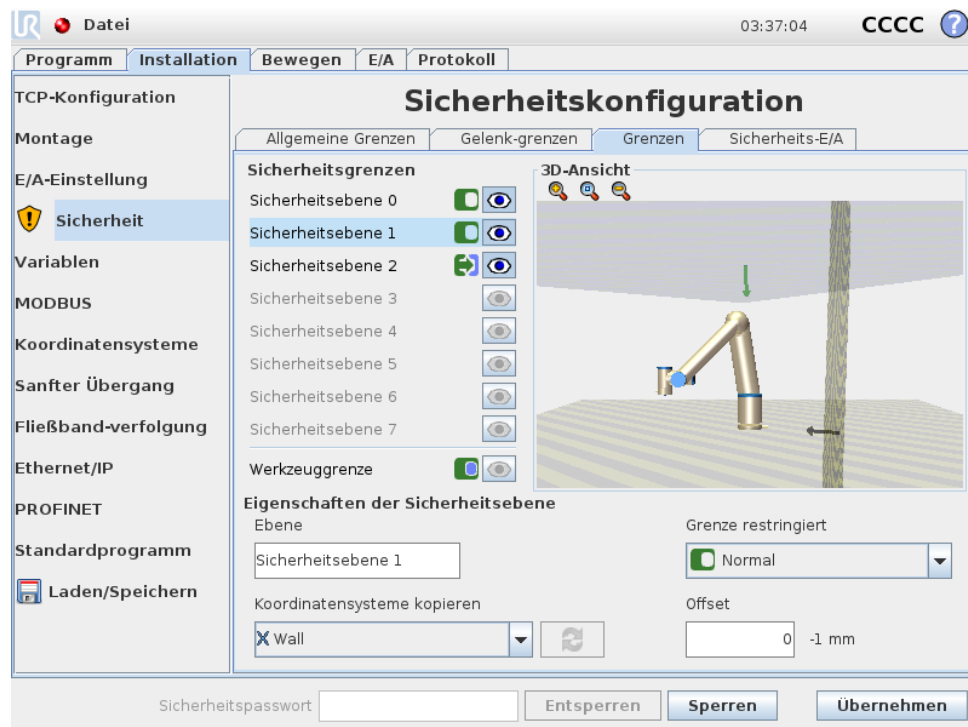 UR Datei 03:37:04 CCCC ?
Programm Installation Bewegen E/A Protokoll
TCP-Konfiguration
Montage
E/A-Einstellung
Sicherheit
Variablen
MODBUS
Koordinatensysteme
Sanfter Übergang
Fließband-verfolgung
Ethernet/IP
PROFINET
Standardprogramm
Laden/Speichern
Sicherheitskonfiguration
Allgemeine Grenzen Gelenk-grenzen Grenzen Sicherheits-E/A
Sicherheitsgrenzen
Sicherheitsebene 0
Sicherheitsebene 1
Sicherheitsebene 2
Sicherheitsebene 3
Sicherheitsebene 4
Sicherheitsebene 5
Sicherheitsebene 6
Sicherheitsebene 7
Werkzeuggrenze
3D-Ansicht
Eigenschaften der Sicherheitsebene
Ebene
Sicherheitsebene 1
Grenze restringiert
Normal
Koordinatensysteme kopieren
Wall
Offset
0 -1 mm
Sicherheitspasswort Entsperren Sperren Übernehmen